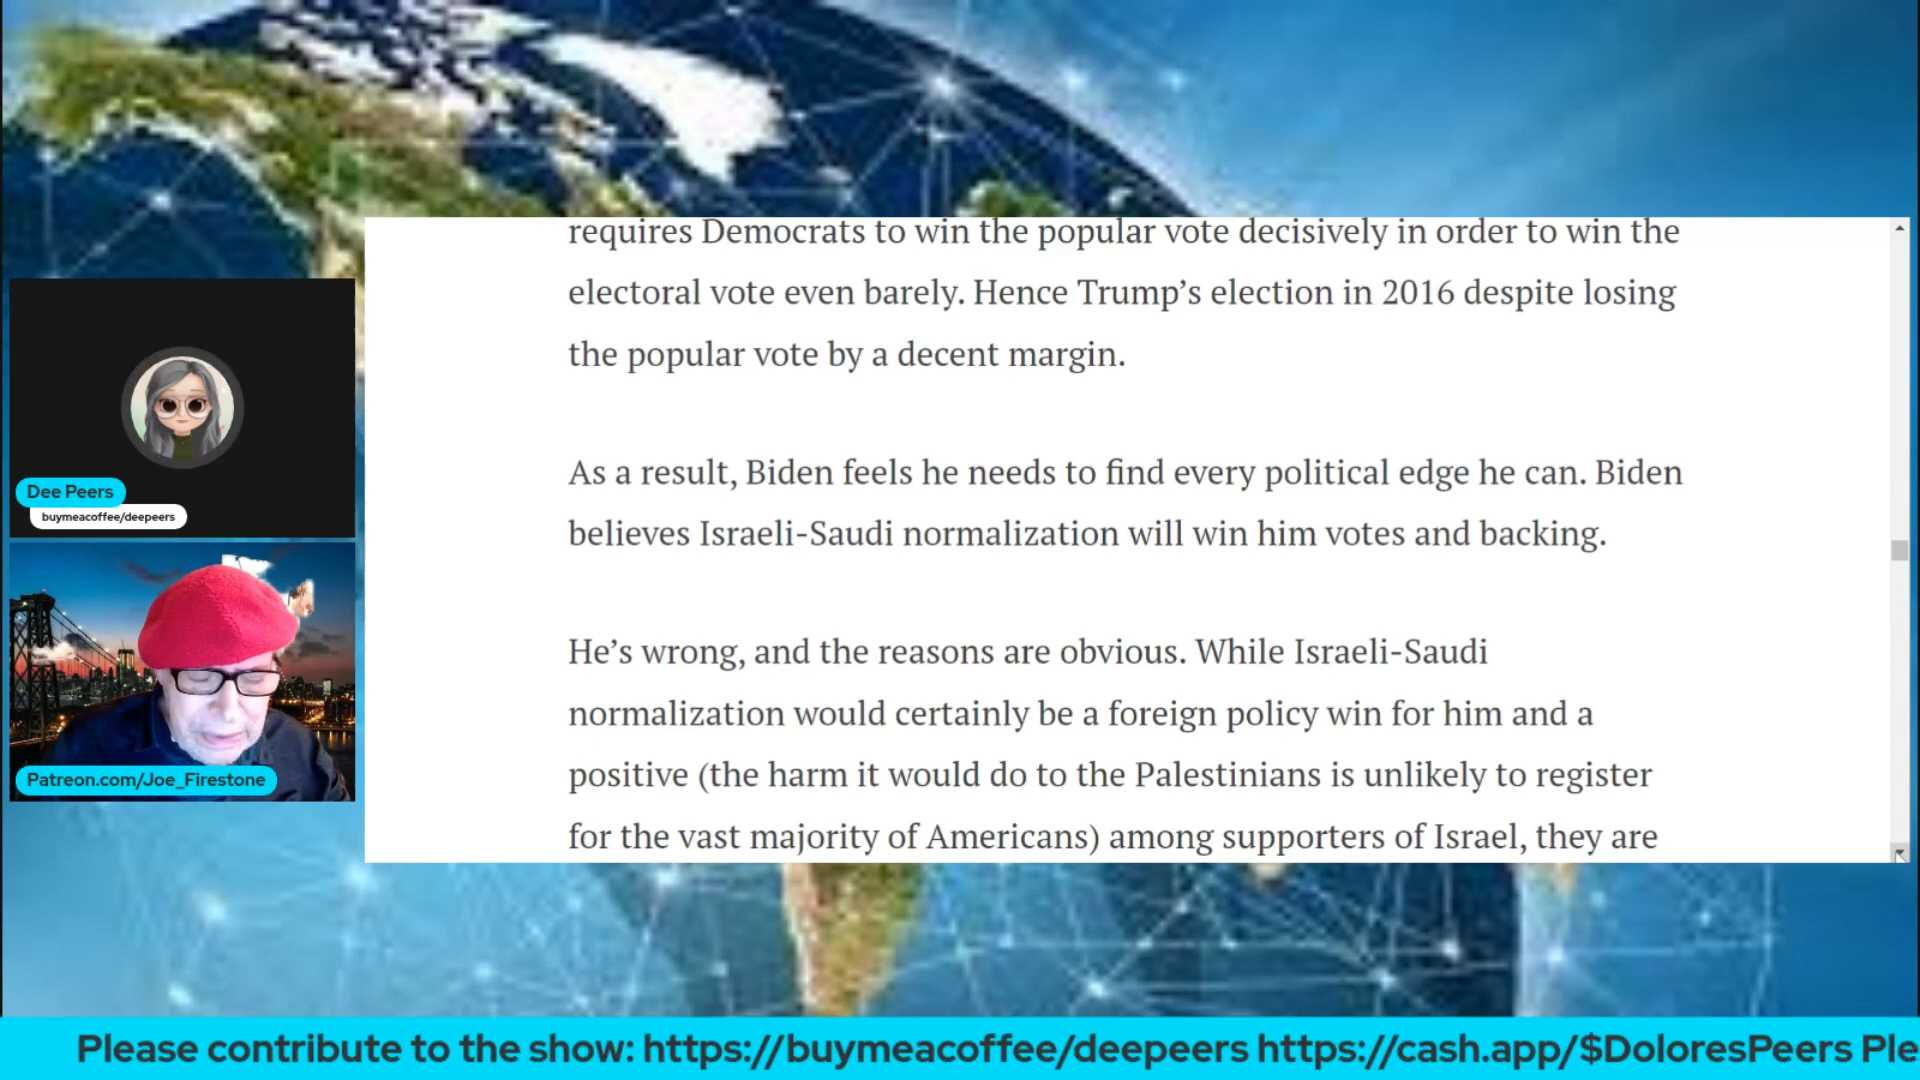 requires Democrats to win the popular vote decisively in order to win the
electoral vote even barely. Hence Trump’s election in 2016 despite losing
the popular vote by a decent margin.
As a result, Biden feels he needs to find every political edge he can. Biden
believes Israeli-Saudi normalization will win him votes and backing.
He’s wrong, and the reasons are obvious. While Israeli-Saudi
normalization would certainly be a foreign policy win for him and a
positive (the harm it would do to the Palestinians is unlikely to register
for the vast majority of Americans) among supporters of Israel, they are
Dee Peers
buymeacoffee/deepeers
Patreon.com/Joe_Firestone
Please contribute to the show: https://buymeacoffee/deepeers https://cash.app/$DoloresPeers Ple